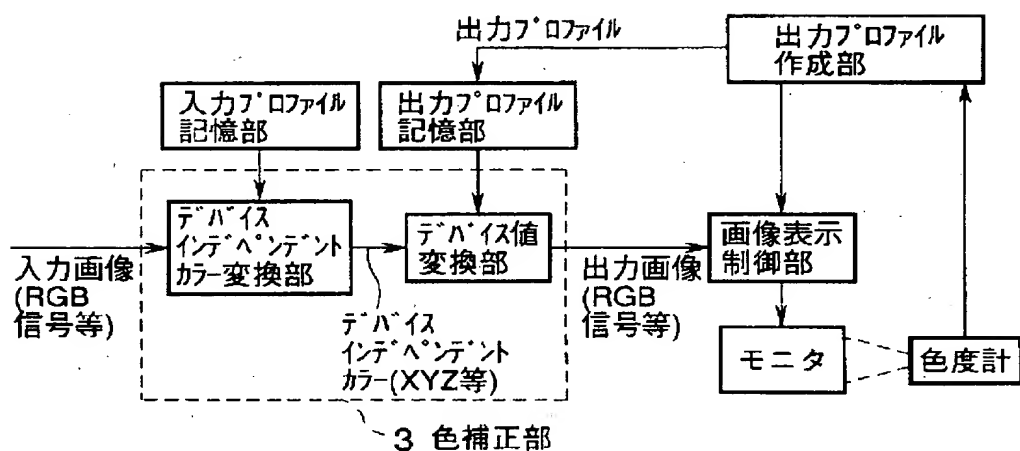 出力プロファイル
出力プロファイル
作成部
入力プロファイル
記憶部
出力プロファイル
記憶部
デバイス
インデペンデント
カラー変換部
デバイス値
変換部
画像表示
制御部
入力画像
(RGB
信号等)
デバイス
インデペンデント
カラー(XYZ等)
出力画像
(RGB
信号等)
モニタ
色度計
3 色補正部